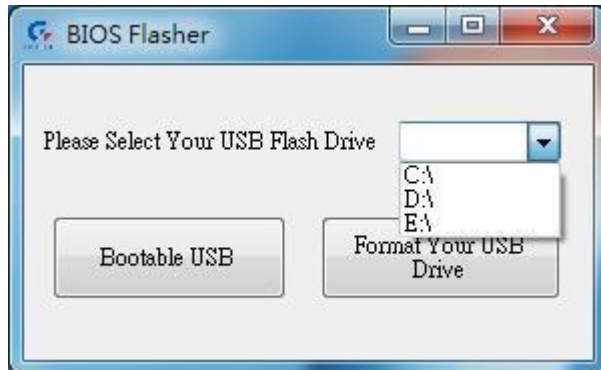 BIOS Flasher
Please Select Your USB Flash Drive
C:\
D:\
E:\
Bootable USB
Format Your USB
Drive